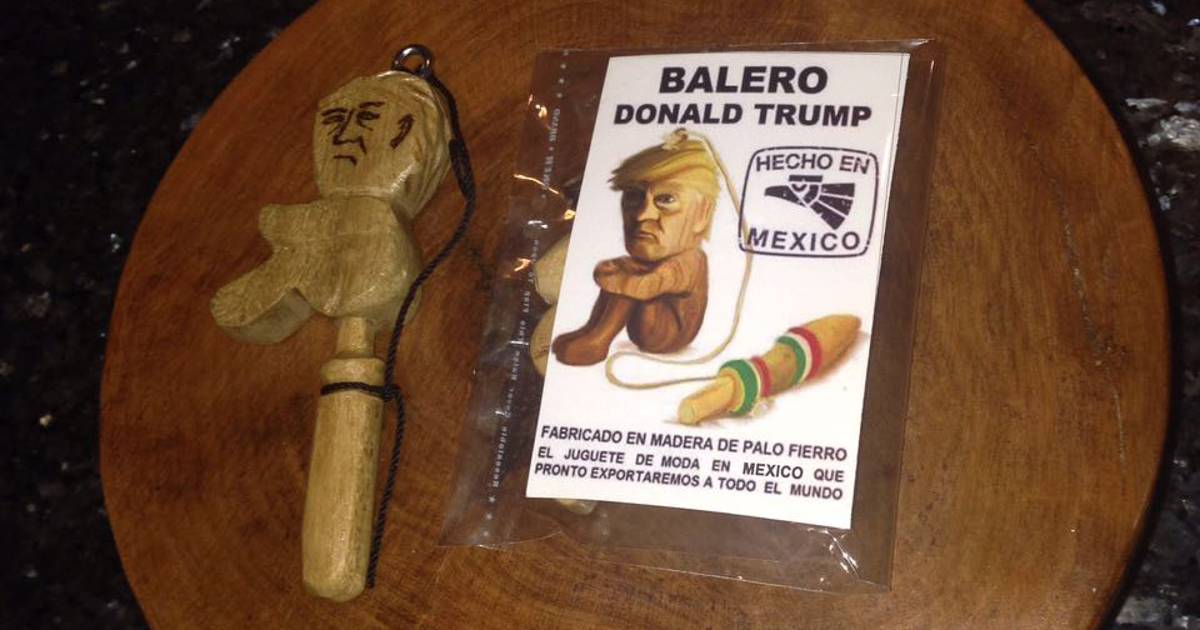 BALERO
DONALD TRUMP
HECHO EN
MEXICO
FABRICADO EN MADERA DE PALO FIERRO
EL JUGUETE DE MODA EN MEXICO QUE
PRONTO EXPORTAREMOS A TODO EL MUNDO